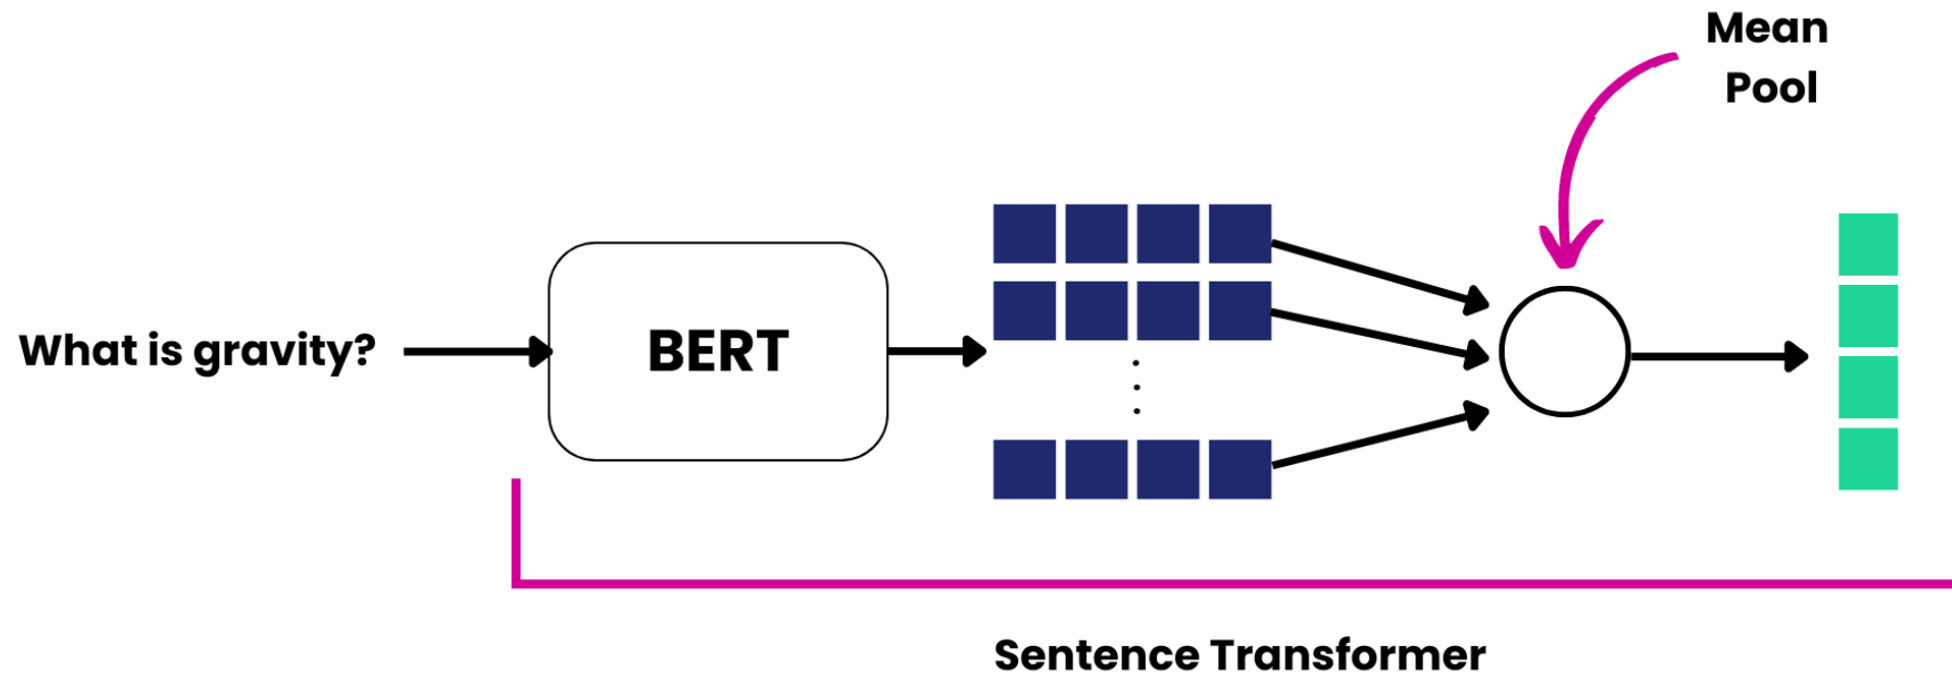 Mean
Pool
What is gravity?
BERT
Sentence Transformer